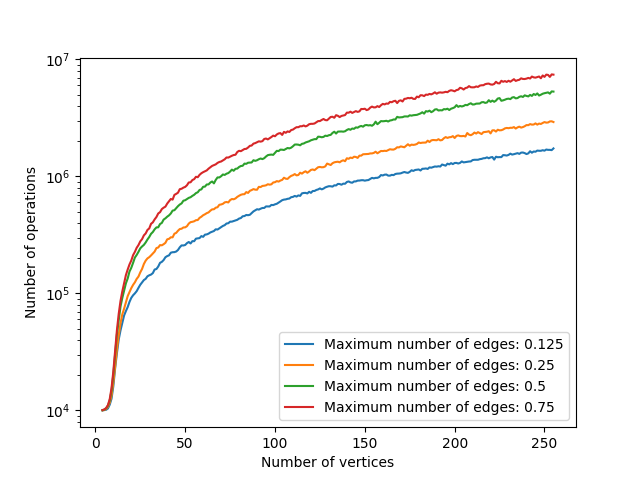 10⁷
10⁶
10⁵
10⁴
Number of operations
Maximum number of edges: 0.125
Maximum number of edges: 0.25
Maximum number of edges: 0.5
Maximum number of edges: 0.75
0 50 100 150 200 250
Number of vertices